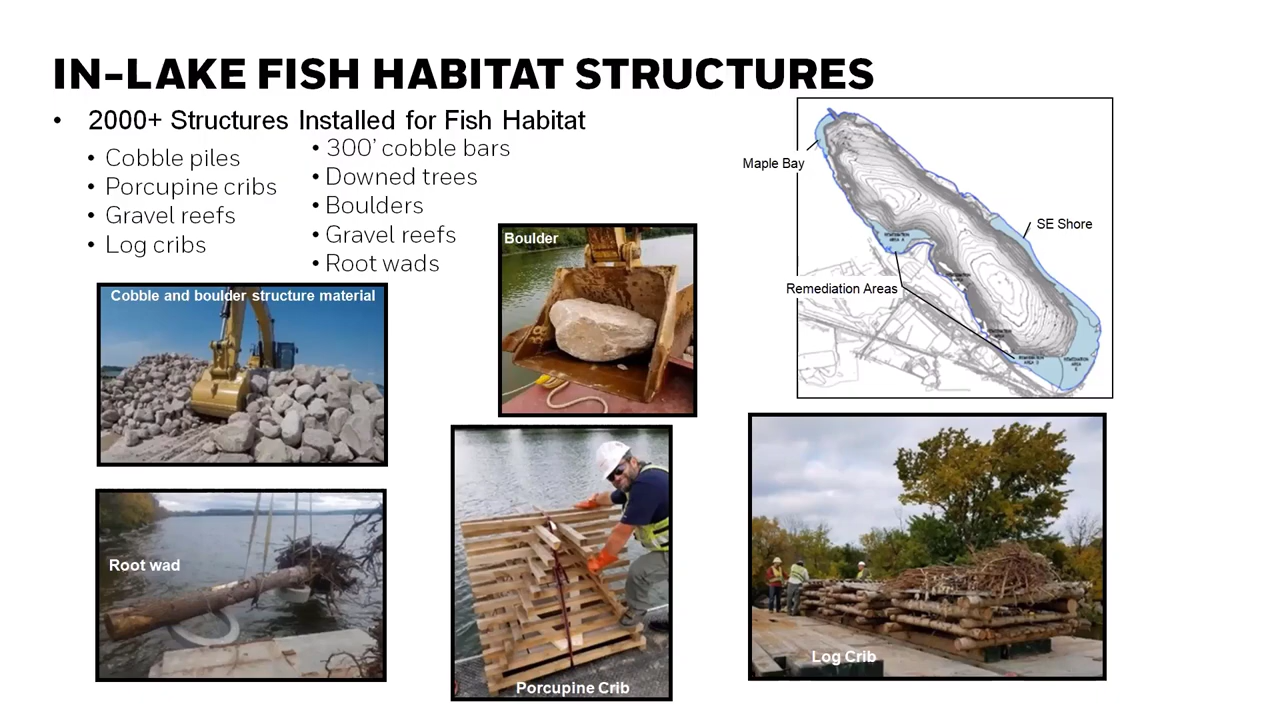 IN-LAKE FISH HABITAT STRUCTURES
• 2000+ Structures Installed for Fish Habitat
• Cobble piles
• Porcupine cribs
• Gravel reefs
• Log cribs
• 300’ cobble bars
• Downed trees
• Boulders
• Gravel reefs
• Root wads
Maple Bay
SE Shore
Remediation Areas
Boulder
Cobble and boulder structure material
Root wad
Porcupine Crib
Log Crib